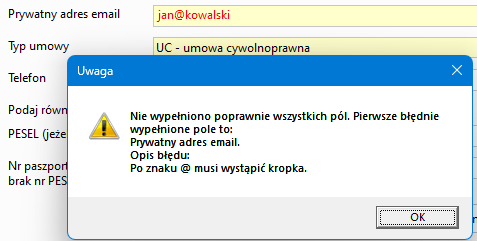 Prywatny adres email
jan@kowalski
Typ umowy
UC - umowa cywolnoprawna
Telefon
Uwaga
Podaj równ
PESEL (jeże
Nr paszport
brak nr PES
Nie wypełniono poprawnie wszystkich pól. Pierwsze błędnie
wypełnione pole to:
Prywatny adres email.
Opis błędu:
Po znaku @ musi wystąpić kropka.
OK